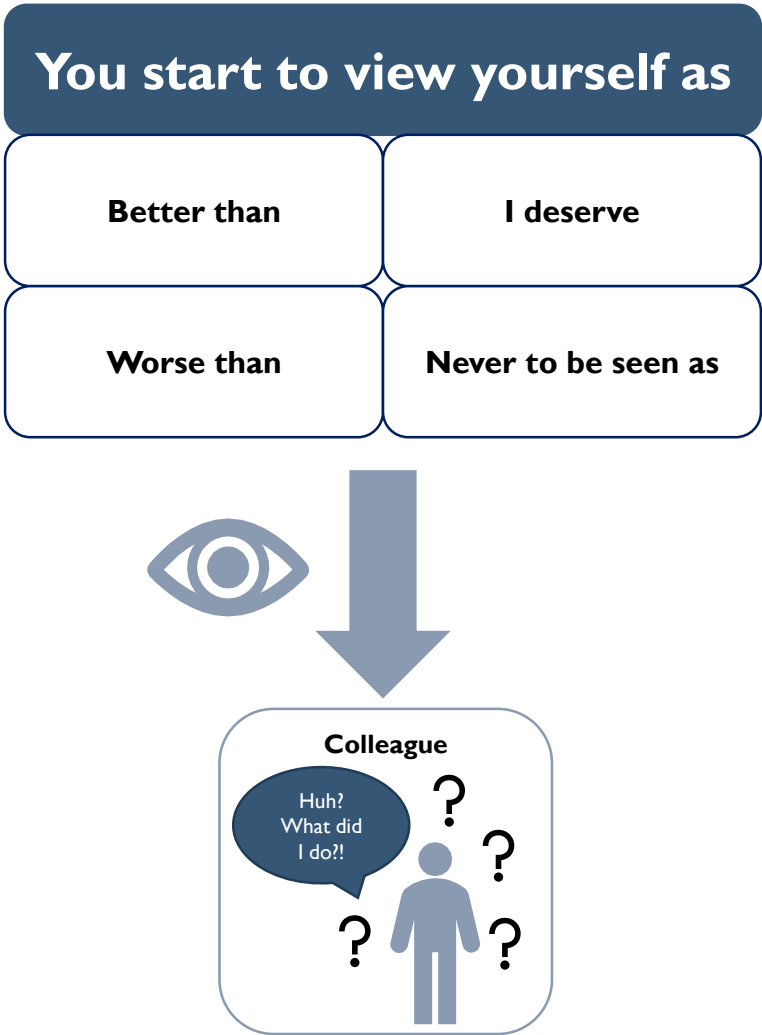 You start to view yourself as
Better than
I deserve
Worse than
Never to be seen as
Colleague
Huh?
What did
I do?!
?
?
?
?